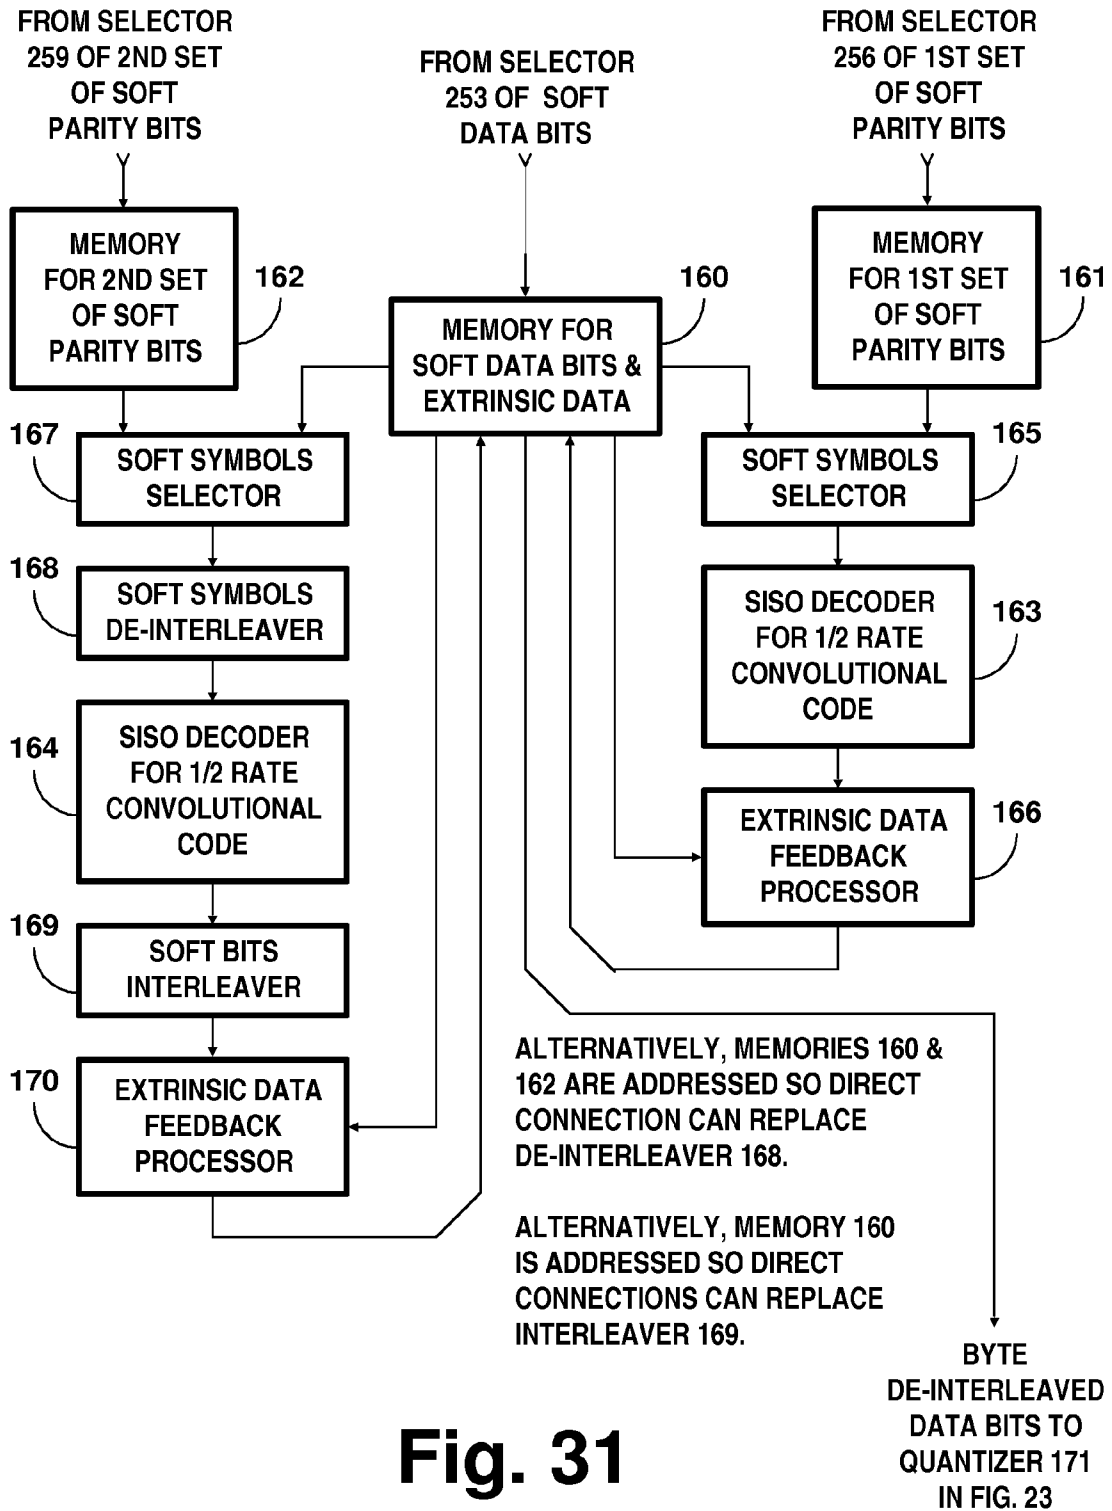 FROM SELECTOR
259 OF 2ND SET
OF SOFT
PARITY BITS
FROM SELECTOR
253 OF SOFT
DATA BITS
FROM SELECTOR
256 OF 1ST SET
OF SOFT
PARITY BITS
MEMORY
FOR 2ND SET
OF SOFT
PARITY BITS
162
MEMORY FOR
SOFT DATA BITS &
EXTRINSIC DATA
160
MEMORY
FOR 1ST SET
OF SOFT
PARITY BITS
161
167
SOFT SYMBOLS
SELECTOR
SOFT SYMBOLS
SELECTOR
165
168
SOFT SYMBOLS
DE-INTERLEAVER
SISO DECODER
FOR 1/2 RATE
CONVOLUTIONAL
CODE
163
164
SISO DECODER
FOR 1/2 RATE
CONVOLUTIONAL
CODE
EXTRINSIC DATA
FEEDBACK
PROCESSOR
166
169
SOFT BITS
INTERLEAVER
170
EXTRINSIC DATA
FEEDBACK
PROCESSOR
ALTERNATIVELY, MEMORIES 160 &
162 ARE ADDRESSED SO DIRECT
CONNECTION CAN REPLACE
DE-INTERLEAVER 168.
ALTERNATIVELY, MEMORY 160
IS ADDRESSED SO DIRECT
CONNECTIONS CAN REPLACE
INTERLEAVER 169.
BYTE
DE-INTERLEAVED
DATA BITS TO
QUANTIZER 171
IN FIG. 23
Fig. 31